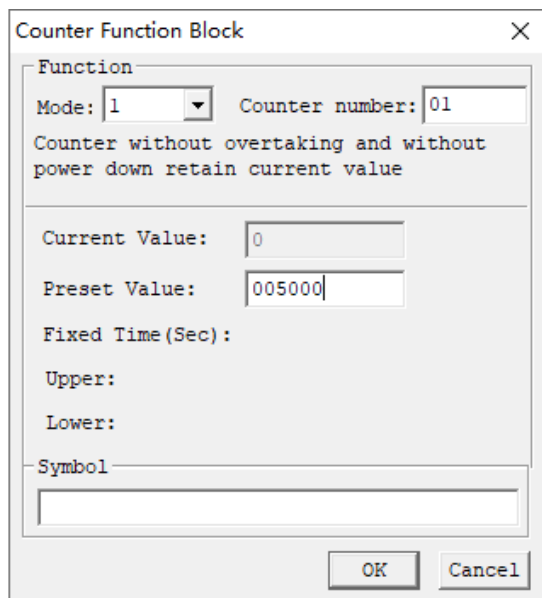 Counter Function Block
Function
Mode: 1 Counter number: 01
Counter without overtaking and without
power down retain current value
Current Value: 0
Preset Value: 005000
Fixed Time(Sec):
Upper:
Lower:
Symbol
OK Cancel